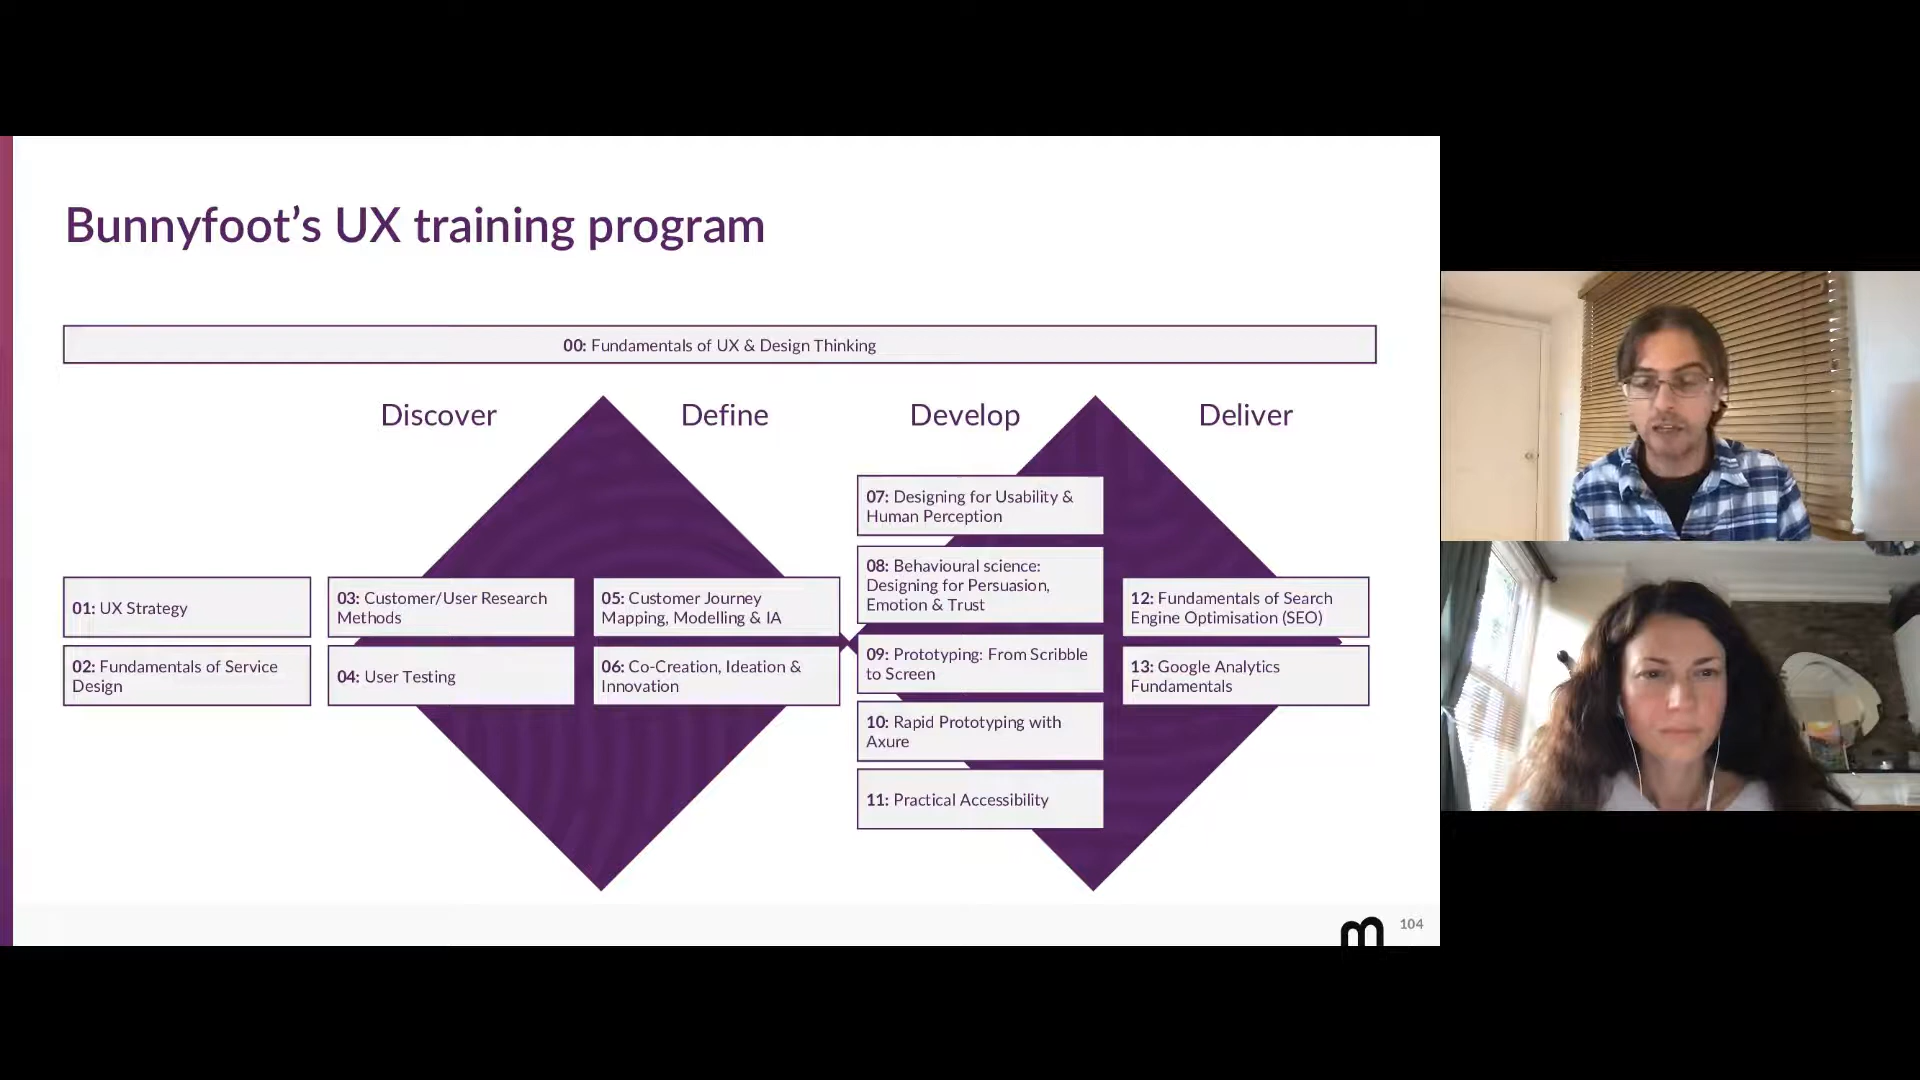 Bunnyfoot’s UX training program
00: Fundamentals of UX & Design Thinking
Discover
Define
Develop
Deliver
01: UX Strategy
02: Fundamentals of Service
Design
03: Customer/User Research
Methods
04: User Testing
05: Customer Journey
Mapping, Modelling & IA
06: Co-Creation, Ideation &
Innovation
07: Designing for Usability &
Human Perception
08: Behavioural science:
Designing for Persuasion,
Emotion & Trust
09: Prototyping: From Scribble
to Screen
10: Rapid Prototyping with
Axure
11: Practical Accessibility
12: Fundamentals of Search
Engine Optimisation (SEO)
13: Google Analytics
Fundamentals
104